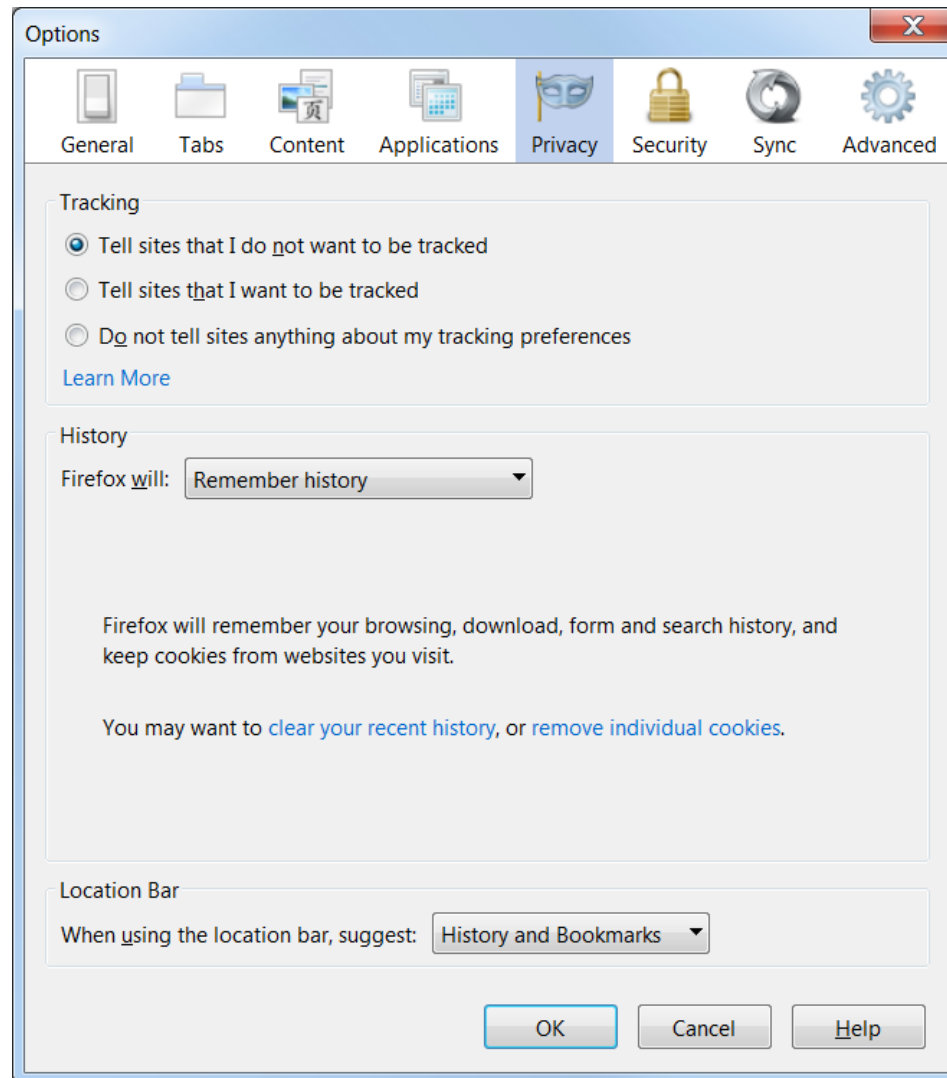 Options
General Tabs Content Applications Privacy Security Sync Advanced
Tracking
Tell sites that I do not want to be tracked
Tell sites that I want to be tracked
Do not tell sites anything about my tracking preferences
Learn More
History
Firefox will: Remember history
Firefox will remember your browsing, download, form and search history, and
keep cookies from websites you visit.
You may want to clear your recent history, or remove individual cookies.
Location Bar
When using the location bar, suggest: History and Bookmarks
OK Cancel Help
页